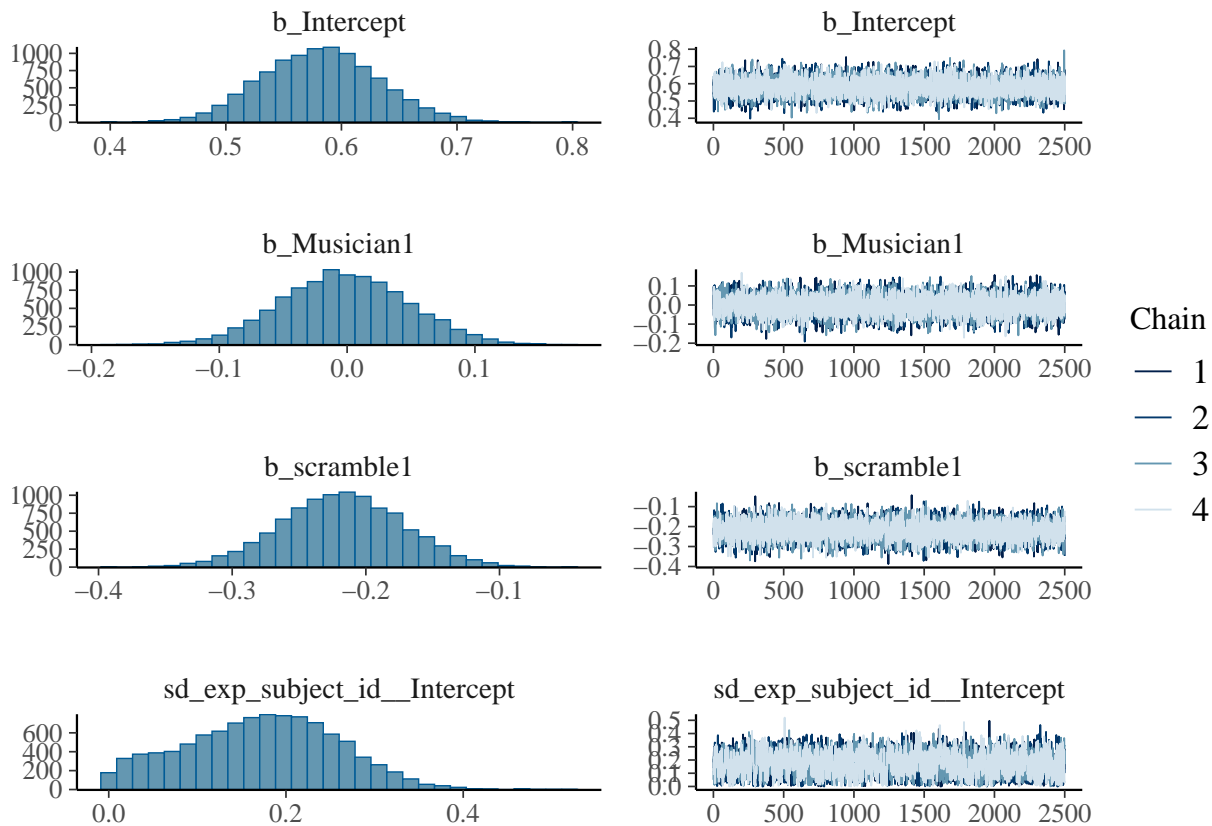 b_Intercept
1000
750
500
250
0
0.4 0.5 0.6 0.7 0.8
b_Intercept
0.8
0.7
0.6
0.5
0.4
0 500 1000 1500 2000 2500
b_Musician1
1000
750
500
250
0
−0.2 −0.1 0.0 0.1
b_Musician1
0.1
0.0
−0.1
−0.2
0 500 1000 1500 2000 2500
b_scramble1
1000
750
500
250
0
−0.4 −0.3 −0.2 −0.1
b_scramble1
−0.1
−0.2
−0.3
−0.4
0 500 1000 1500 2000 2500
sd_exp_subject_id__Intercept
600
400
200
0
0.0 0.2 0.4
sd_exp_subject_id__Intercept
0.5
0.4
0.3
0.2
0.1
0.0
0 500 1000 1500 2000 2500
Chain
1
2
3
4